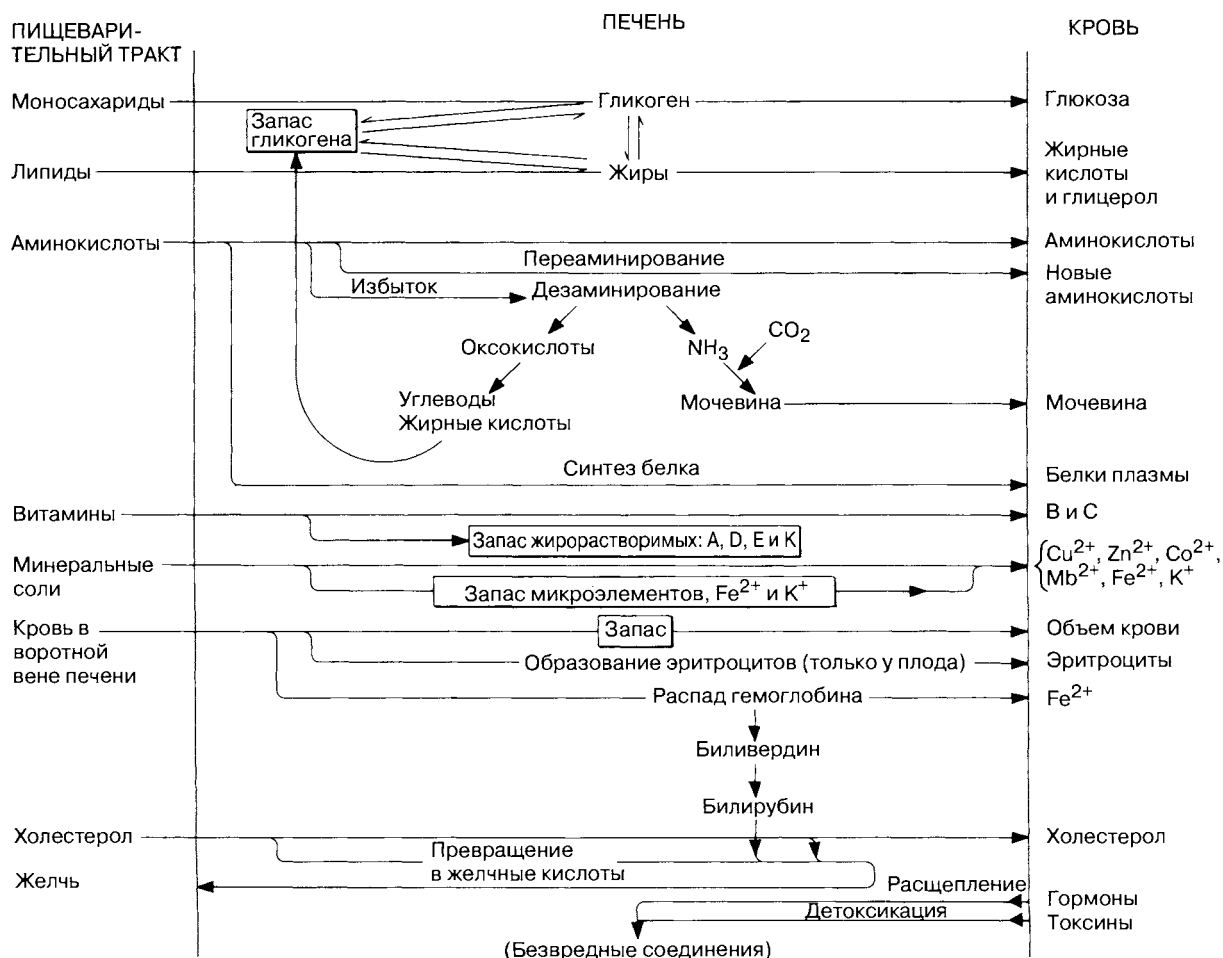 ПИЩЕВАРИ-
ТЕЛЬНЫЙ ТРАКТ
ПЕЧЕНЬ
КРОВЬ
Моносахариды
Гликоген
Глюкоза
Запас
гликогена
Липиды
Жиры
Жирные
кислоты
и глицерол
Аминокислоты
Аминокислоты
Переаминирование
Новые
аминокислоты
Избыток
Дезаминирование
Оксокислоты
NH3
CO2
Углеводы
Жирные кислоты
Мочевина
Мочевина
Синтез белка
Белки плазмы
Витамины
В и С
Запас жирорастворимых: A, D, E и K
Минеральные
соли
Cu2+, Zn2+, Co2+,
Mb2+, Fe2+, K+
Запас микроэлементов, Fe2+ и K+
Кровь в
воротной
вене печени
Запас
Объем крови
Образование эритроцитов (только у плода)
Эритроциты
Распад гемоглобина
Fe2+
Биливердин
Билирубин
Холестерол
Холестерол
Превращение
в желчные кислоты
Желчь
Расщепление
Гормоны
Детоксикация
Токсины
(Безвредные соединения)